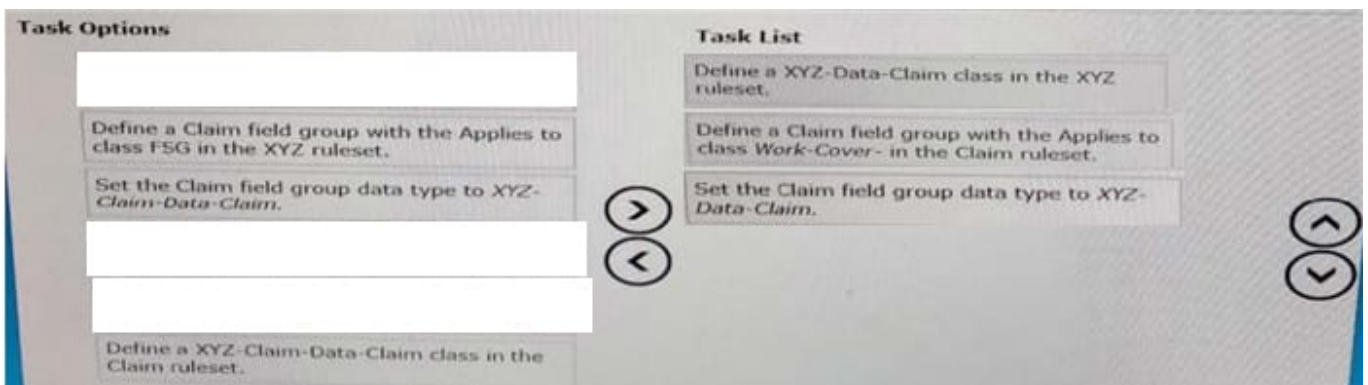 Task Options
Define a Claim field group with the Applies to
class FSG in the XYZ ruleset.
Set the Claim field group data type to XYZ-
Claim-Data-Claim.
Define a XYZ-Claim-Data-Claim class in the
Claim ruleset.
Task List
Define a XYZ-Data-Claim class in the XYZ
ruleset.
Define a Claim field group with the Applies to
class Work-Cover- in the Claim ruleset.
Set the Claim field group data type to XYZ-
Data-Claim.